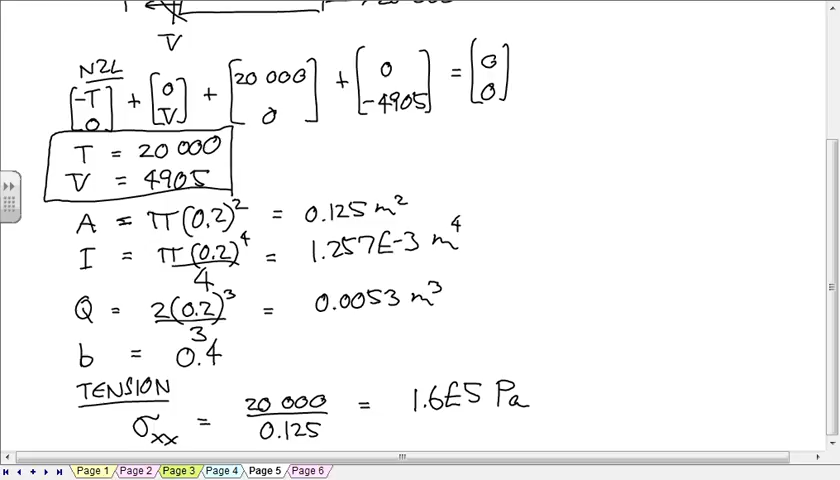 V
N2L
[-T 0] + [0 V] + [20 000 0] + [0 -4905] = [0 0]
T = 20 000
V = 4905
A = π(0.2)² = 0.125 m²
I = π(0.2)⁴/4 = 1.257E-3 m⁴
Q = 2(0.2)³/3 = 0.0053 m³
b = 0.4
TENSION
σxx = 20 000/0.125 = 1.6E5 Pa
Page 1 Page 2 Page 3 Page 4 Page 5 Page 6